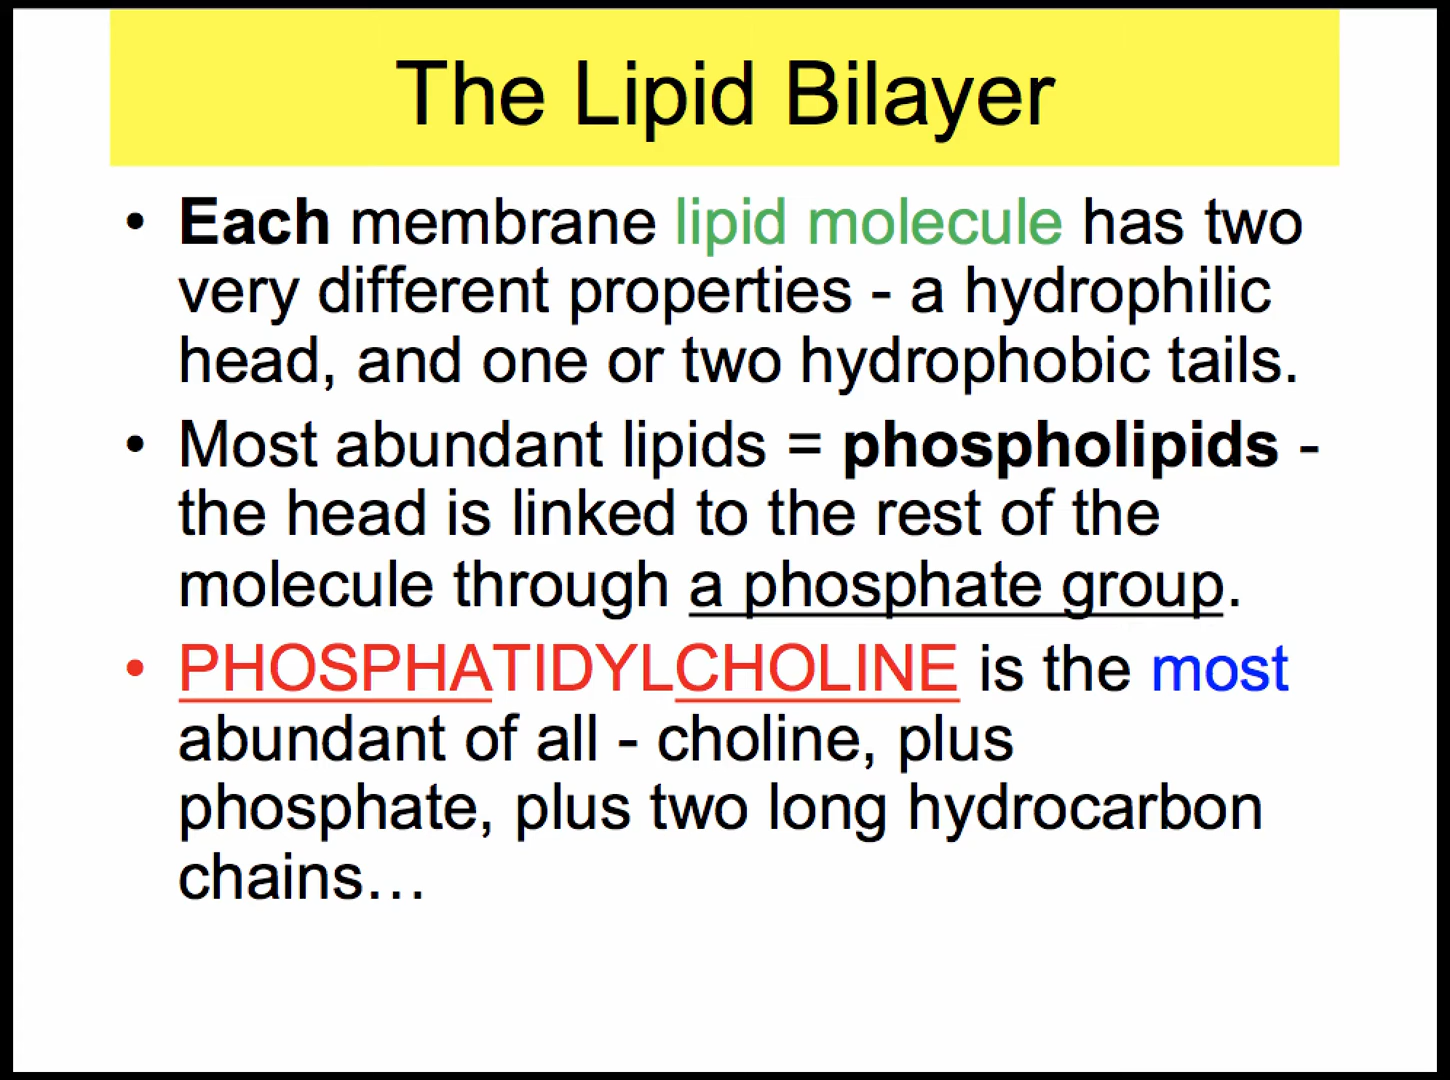 The Lipid Bilayer
• Each membrane lipid molecule has two
very different properties - a hydrophilic
head, and one or two hydrophobic tails.
• Most abundant lipids = phospholipids -
the head is linked to the rest of the
molecule through a phosphate group.
• PHOSPHATIDYLCHOLINE is the most
abundant of all - choline, plus
phosphate, plus two long hydrocarbon
chains…